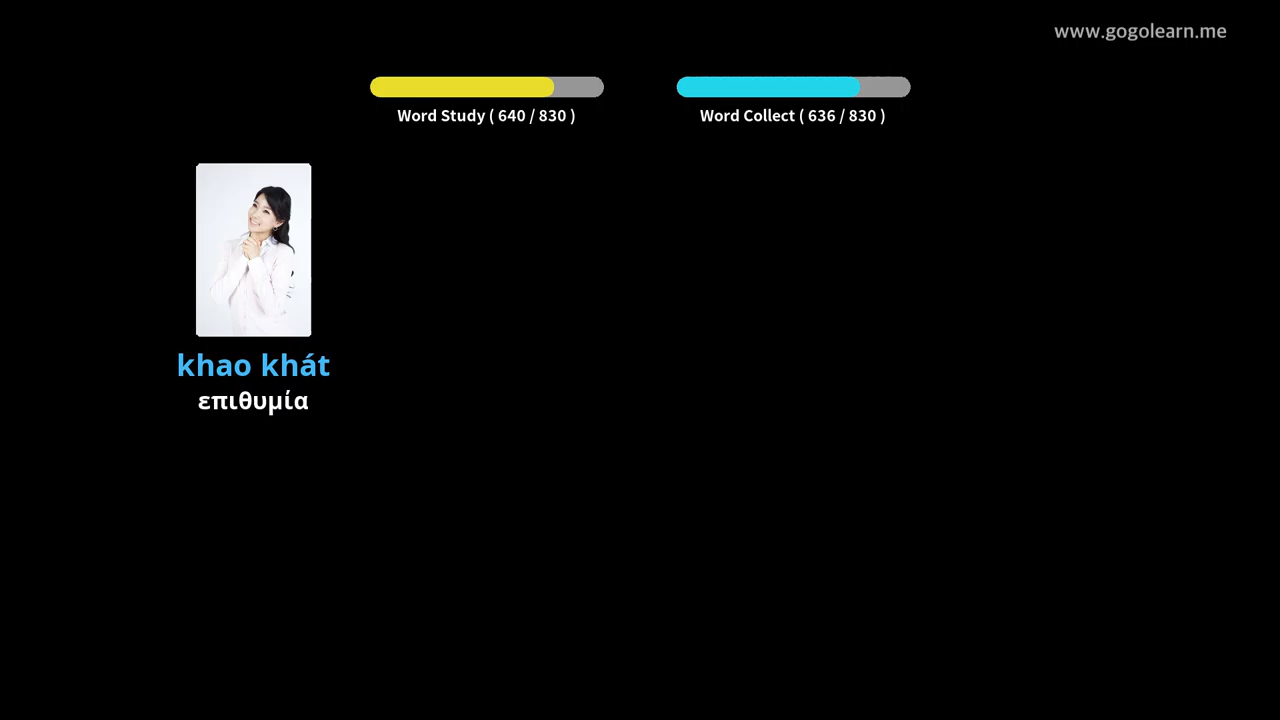 www.gogolearn.me
Word Study ( 640 / 830 )
Word Collect ( 636 / 830 )
khao khát
επιθυμία